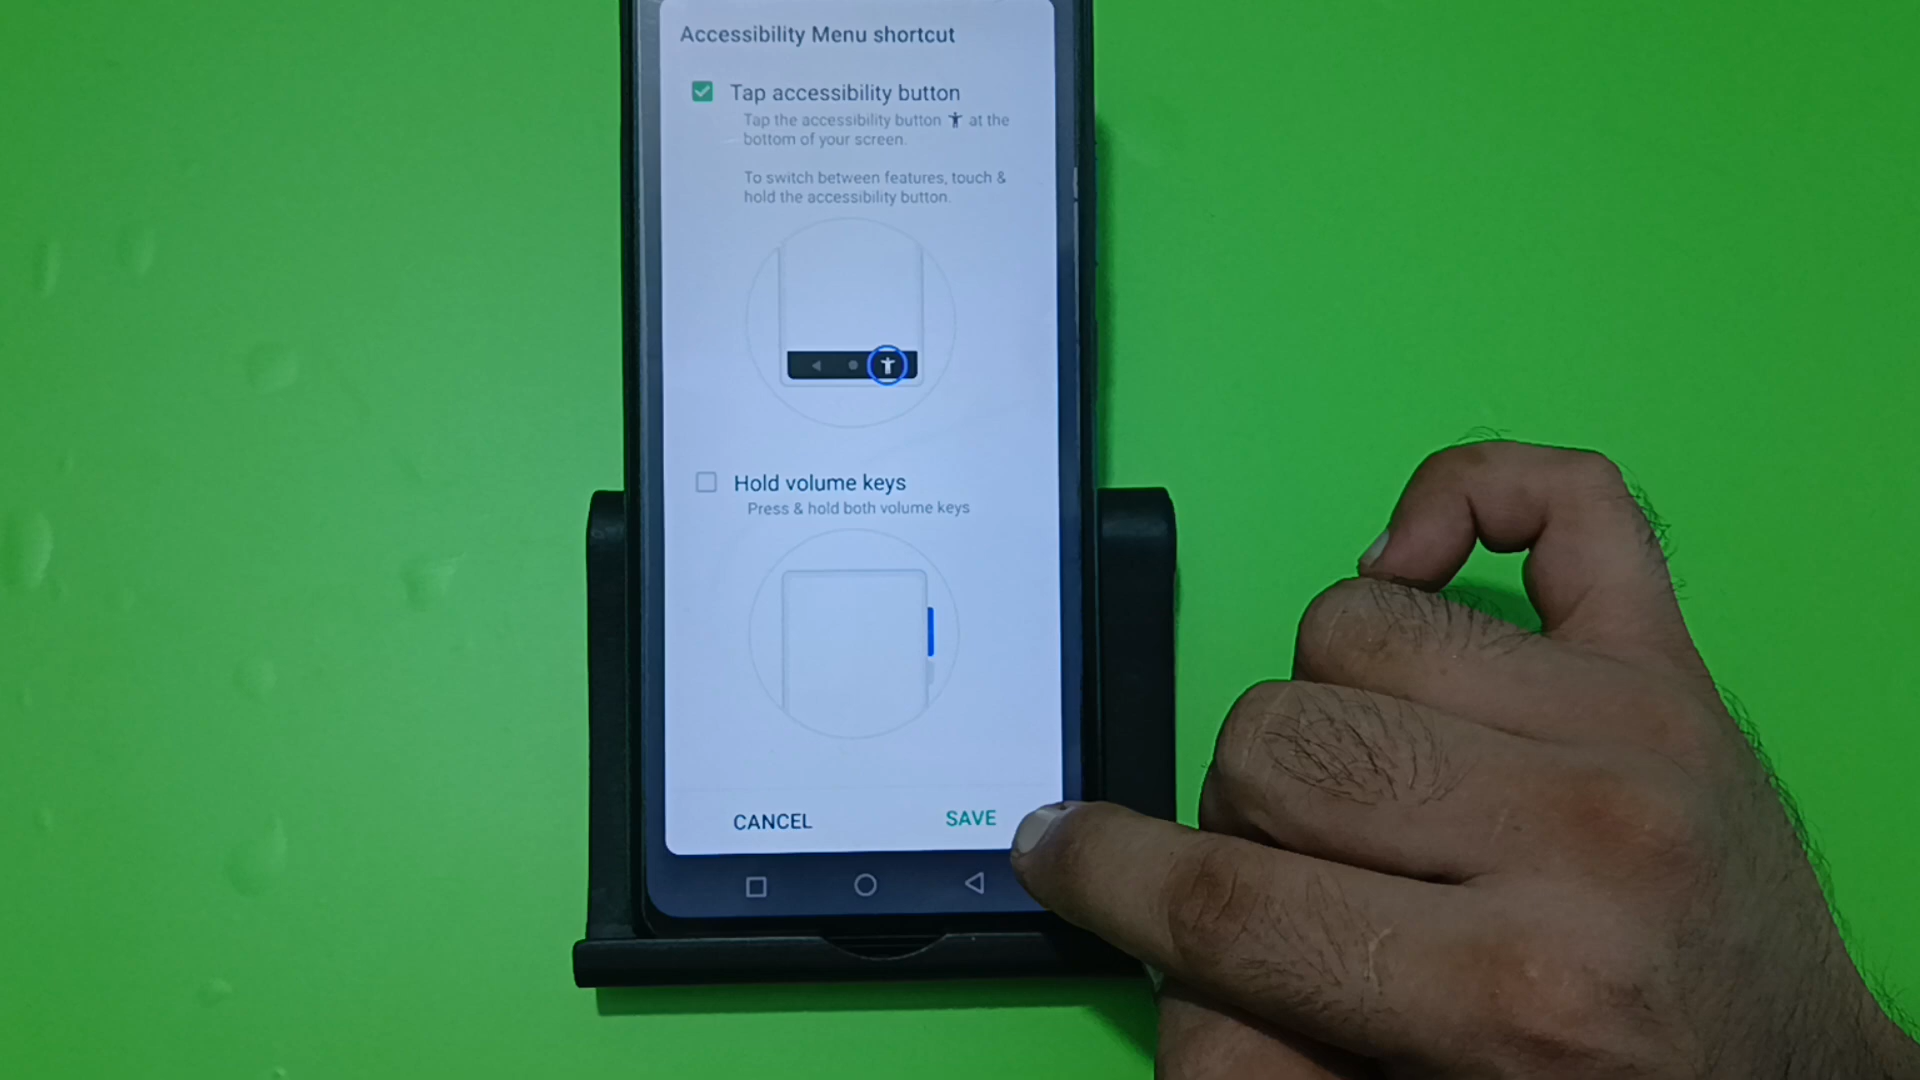 Accessibility Menu shortcut
Tap accessibility button
Tap the accessibility button at the
bottom of your screen.
To switch between features, touch &
hold the accessibility button.
Hold volume keys
Press & hold both volume keys
CANCEL
SAVE